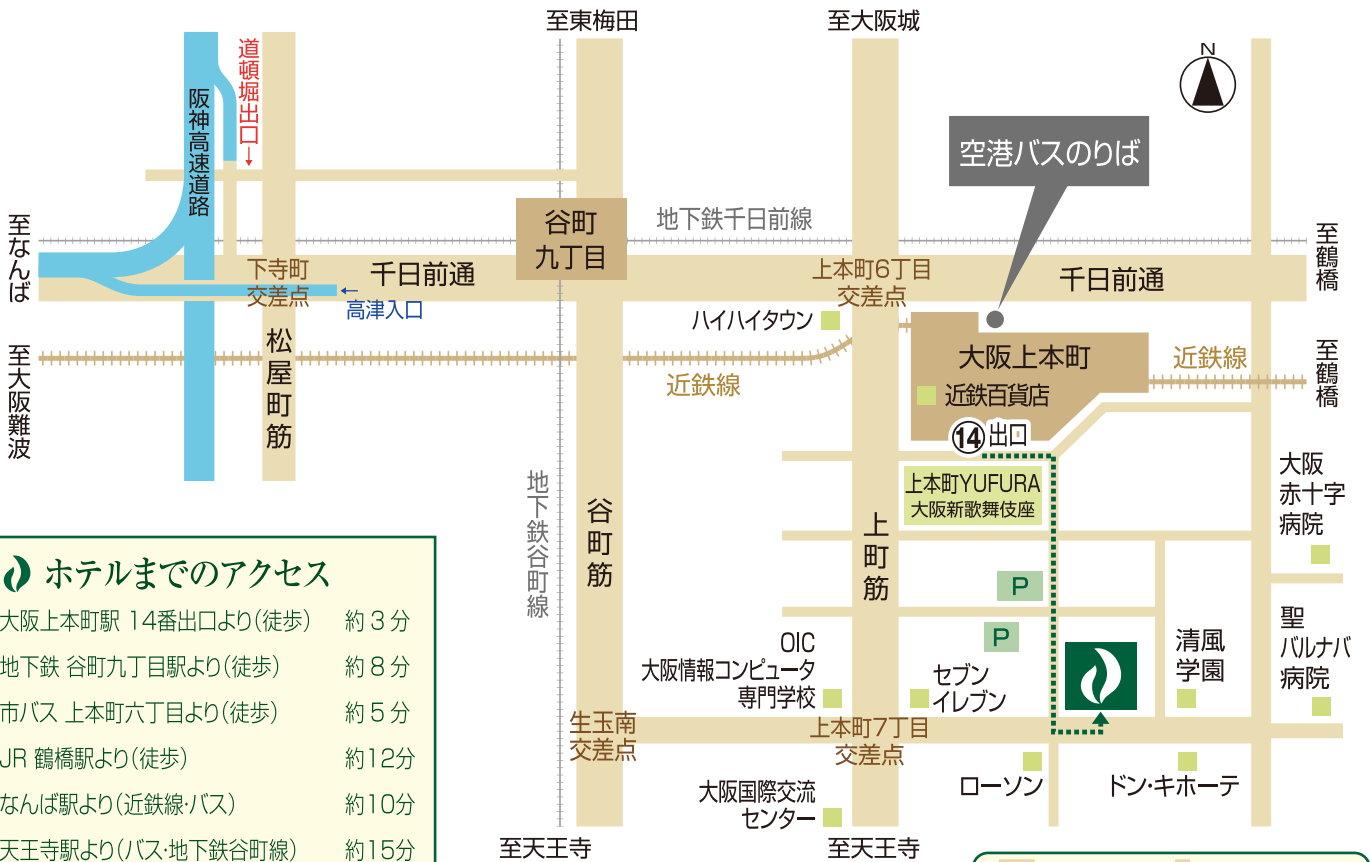 至東梅田
至大阪城
N
道頓堀出口
阪神高速道路
空港バスのりば
至なんば
谷町
九丁目
地下鉄千日前線
至鶴橋
下寺町
交差点
千日前通
上本町6丁目
交差点
千日前通
高津入口
ハイハイタウン
松屋町筋
至大阪難波
近鉄線
大阪上本町
近鉄百貨店
近鉄線
至鶴橋
14 出口
上本町YUFURA
大阪新歌舞伎座
大阪
赤十字
病院
地下鉄谷町線
谷町筋
上町筋
P
P
ホテルまでのアクセス
大阪上本町駅 14番出口より(徒歩) 約3分
地下鉄 谷町九丁目駅より(徒歩) 約8分
市バス 上本町六丁目より(徒歩) 約5分
JR 鶴橋駅より(徒歩) 約12分
なんば駅より(近鉄線・バス) 約10分
天王寺駅より(バス・地下鉄谷町線) 約15分
OIC
大阪情報コンピュータ
専門学校
セブン
イレブン
清風
学園
聖
バルナバ
病院
生玉南
交差点
上本町7丁目
交差点
ローソン
ドン・キホーテ
大阪国際交流
センター
至天王寺
至天王寺